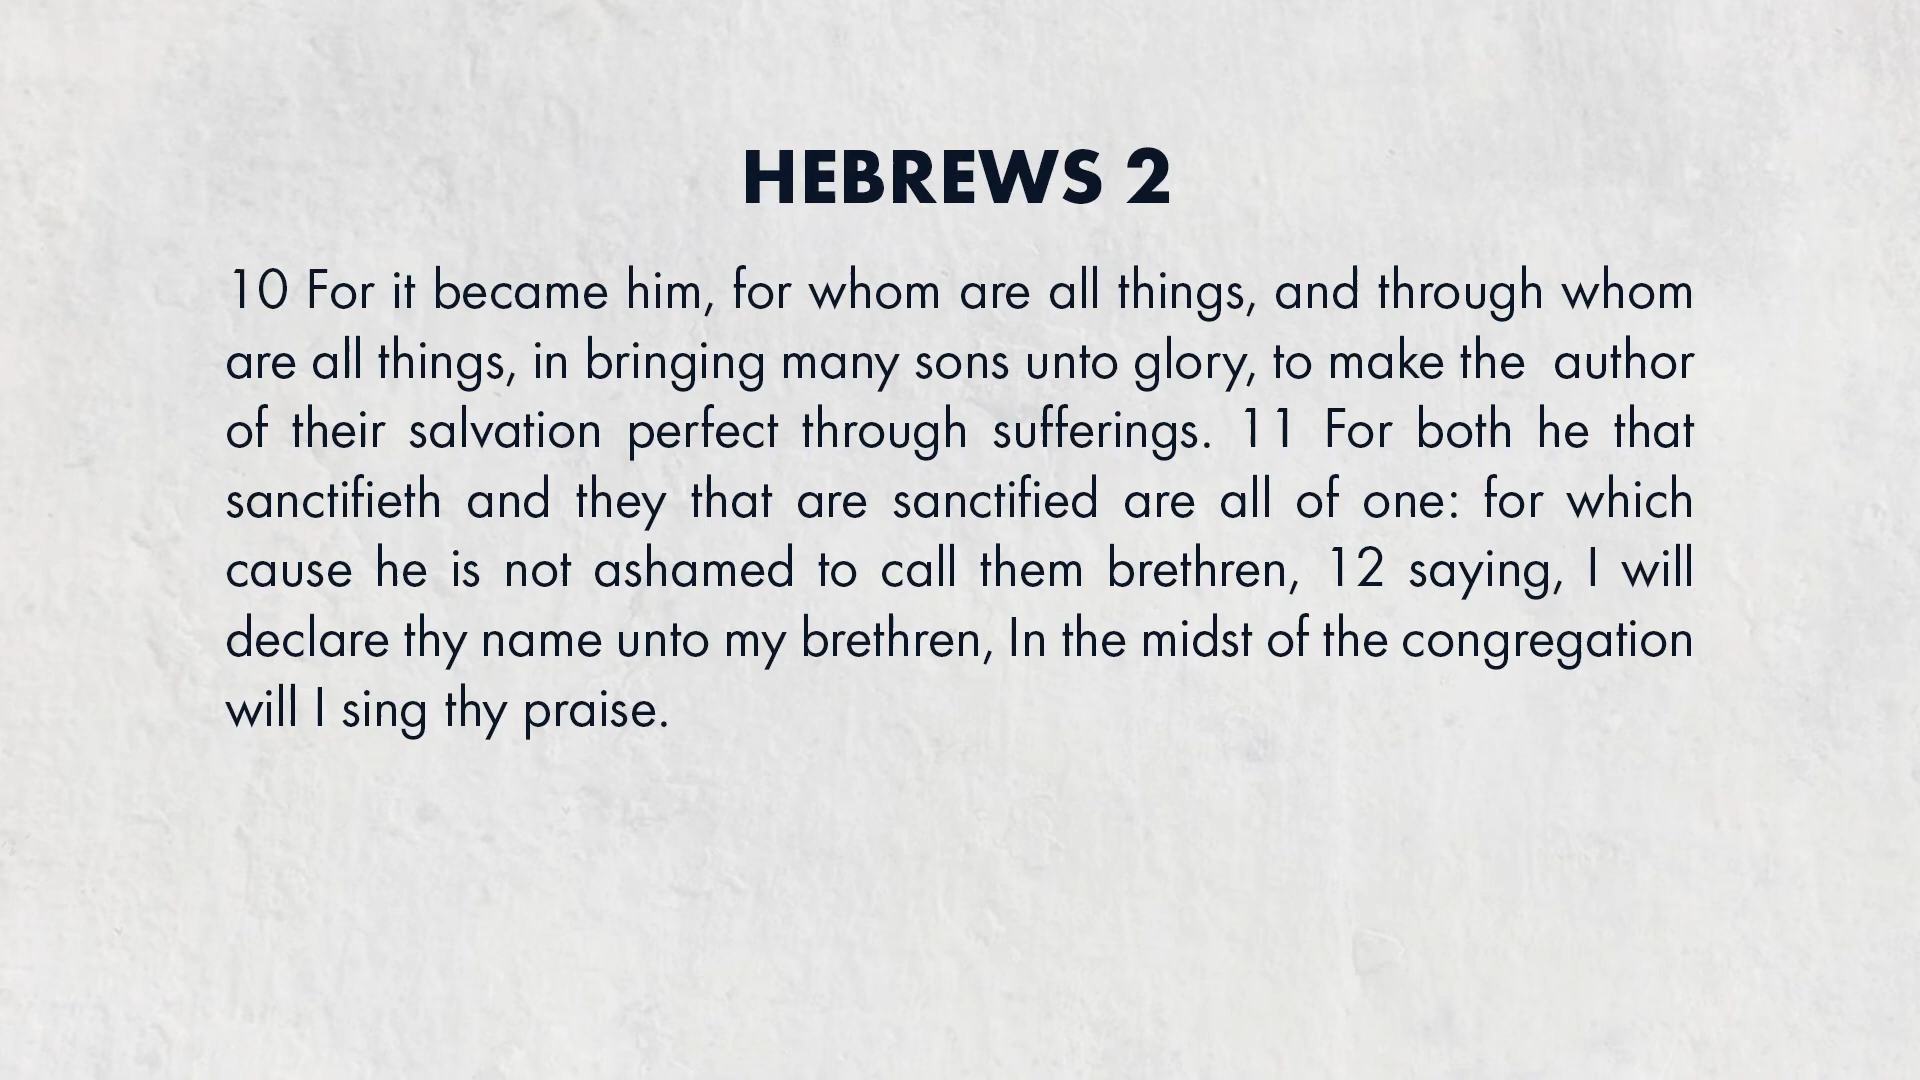 HEBREWS 2
10 For it became him, for whom are all things, and through whom
are all things, in bringing many sons unto glory, to make the  author
of their salvation perfect through sufferings. 11 For both he that
sanctifieth and they that are sanctified are all of one: for which
cause he is not ashamed to call them brethren, 12 saying, I will
declare thy name unto my brethren, In the midst of the congregation
will I sing thy praise.